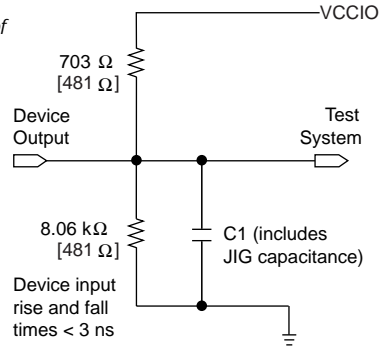 of
VCCIO
703 Ω
[481 Ω]
Device
Output
Test
System
8.06 kΩ
[481 Ω]
C1 (includes
JIG capacitance)
Device input
rise and fall
times < 3 ns